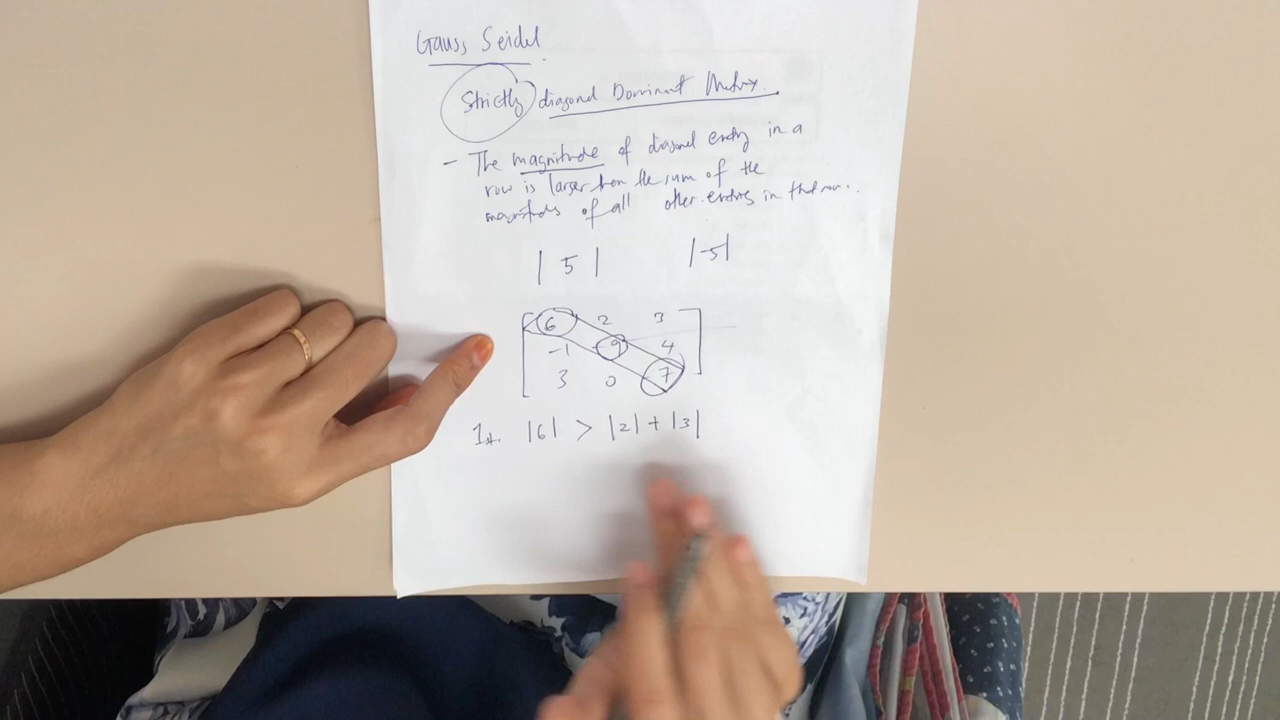 Gauss Seidel
Strictly diagonal Dominant Matrix.
- The magnitude of diagonal entry in a
row is larger than the sum of the
magnitudes of all other entries in that row.
|5| |-5|
6 2 3
-1 9 4
3 0 7
1st. |6| > |2| + |3|